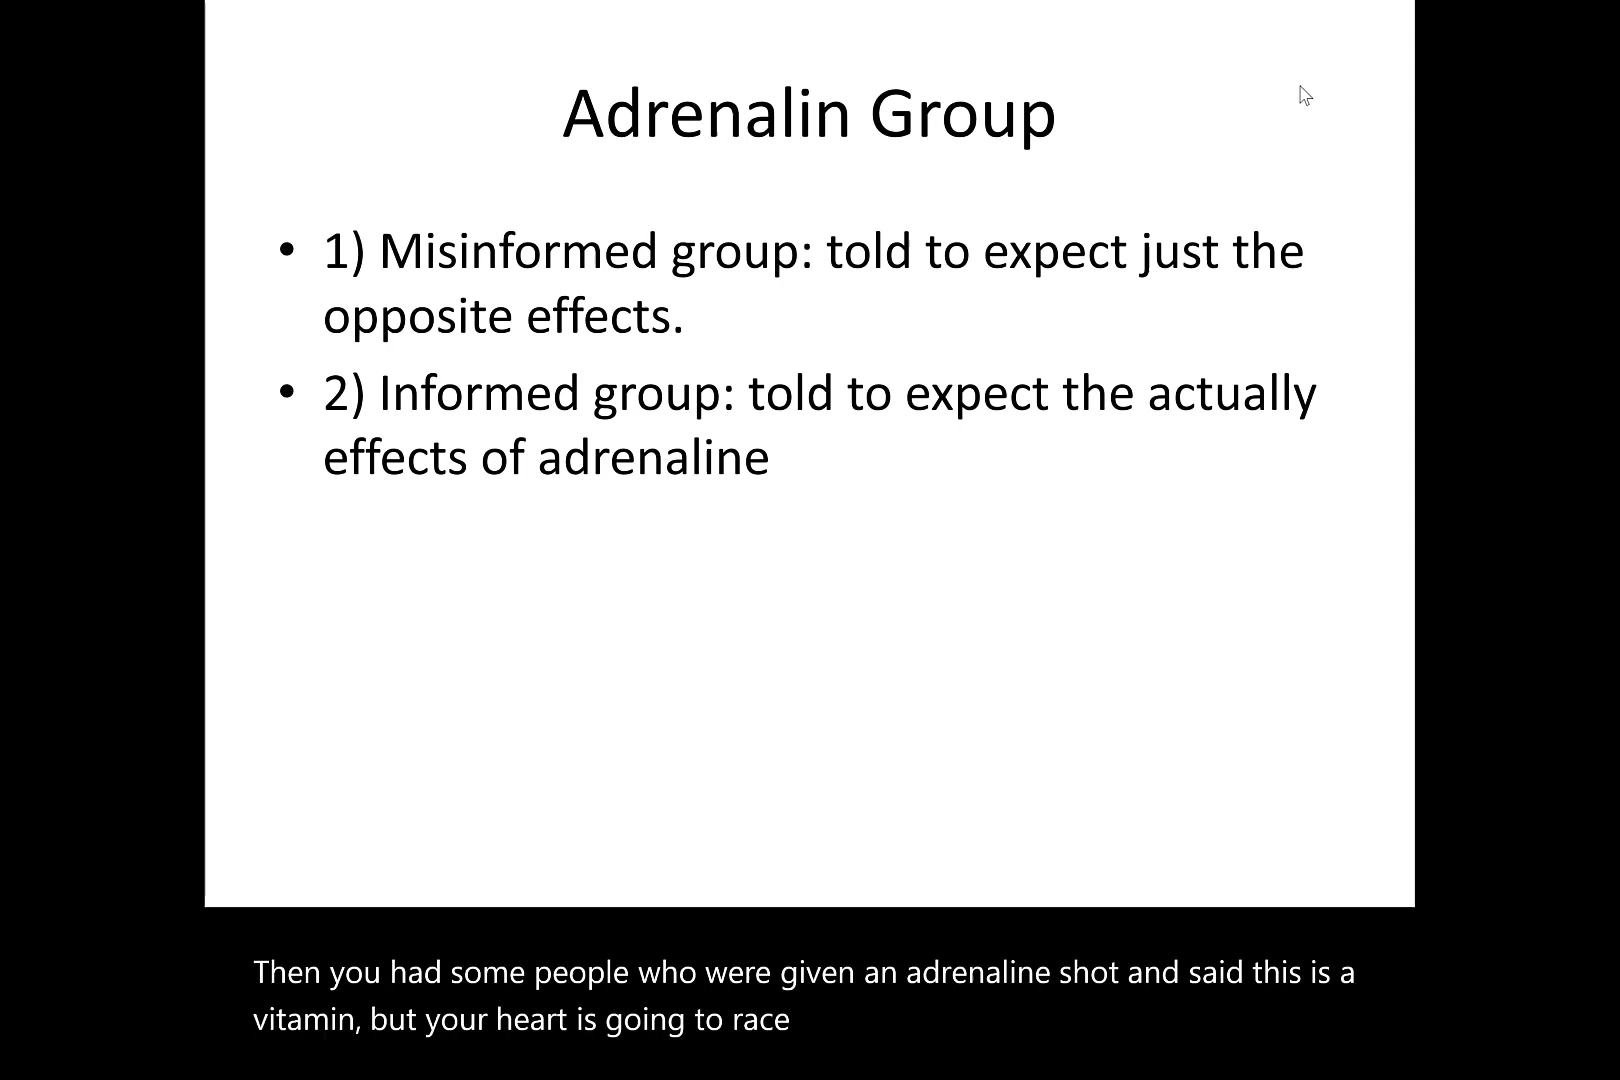 Adrenalin Group
• 1) Misinformed group: told to expect just the
opposite effects.
• 2) Informed group: told to expect the actually
effects of adrenaline
Then you had some people who were given an adrenaline shot and said this is a
vitamin, but your heart is going to race